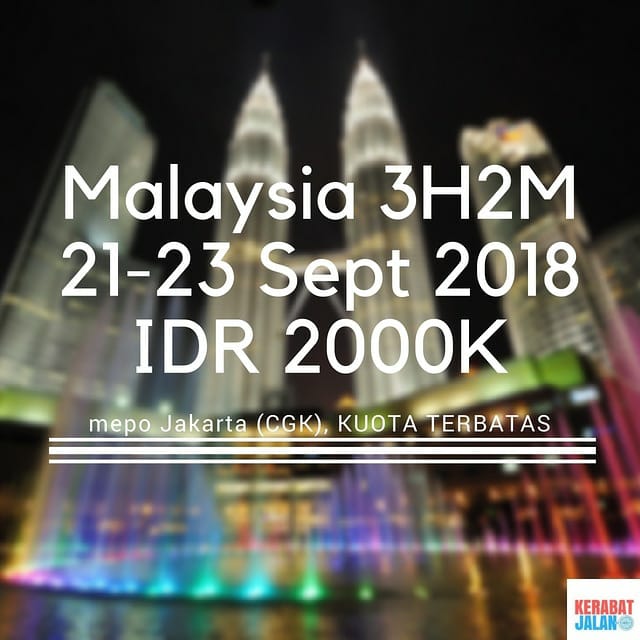 Malaysia 3H2M
21-23 Sept 2018
IDR 2000K
mepo Jakarta (CGK), KUOTA TERBATAS
KERABAT
JALAN